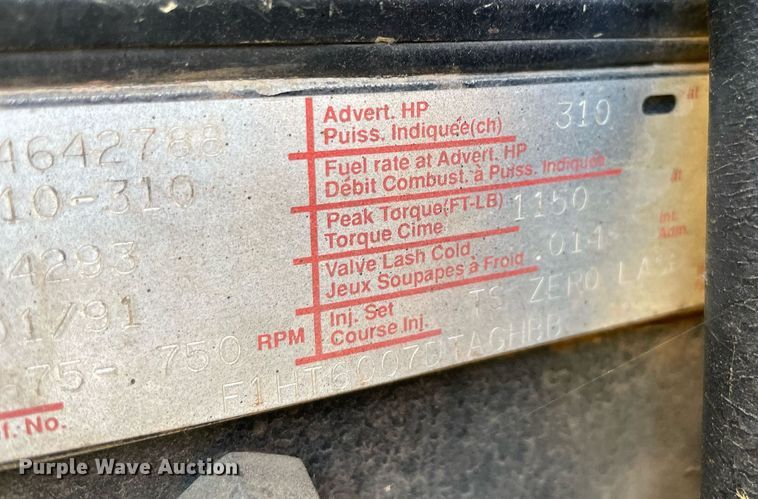 Advert. HP 310 at
Puiss. Indiquée(ch)
4642788
Fuel rate at Advert. HP
Débit Combust. à Puiss. Indiquée
10-310
Peak Torque(FT-LB) 1150 at
Torque Cime
4293
Valve Lash Cold .014 Int.
Jeux Soupapes à Froid Adm.
01/91
Inj. Set TS ZERO LASH
Course Inj.
675- 750 RPM
f. No.
Purple Wave Auction